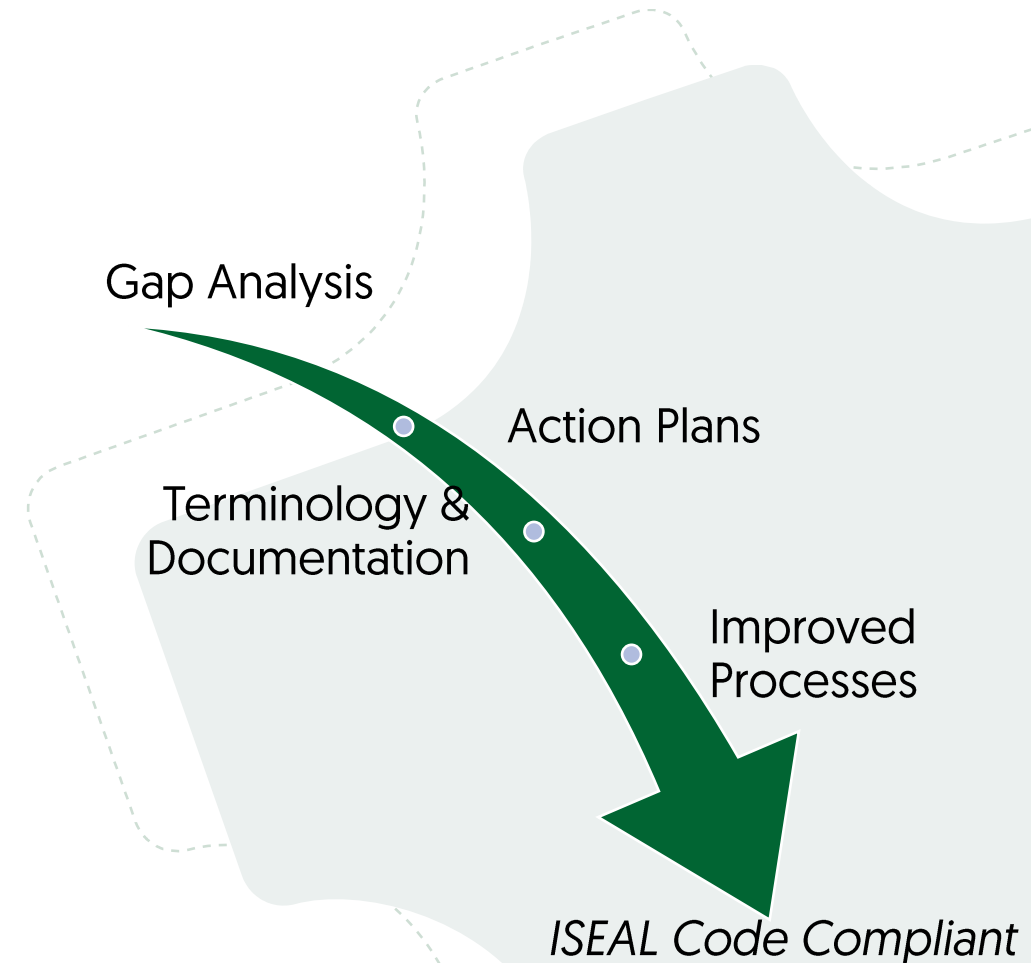 Gap Analysis
Action Plans
Terminology &
Documentation
Improved
Processes
ISEAL Code Compliant